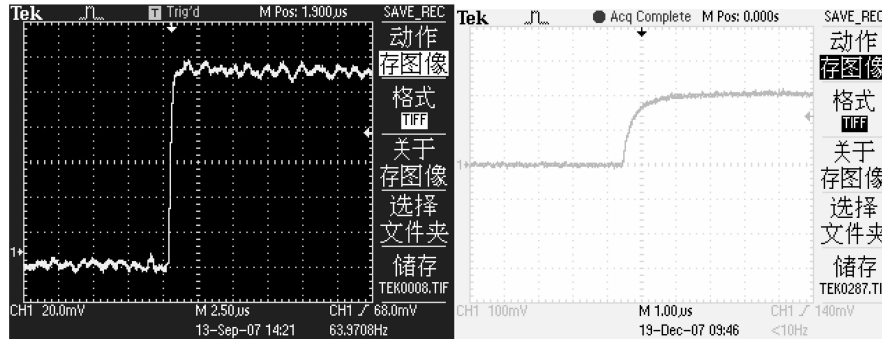 Tek T Trig'd M Pos: 1.900µs SAVE_REC
动作
存图像
格式
TIFF
关于
存图像
选择
文件夹
储存
TEK0008.TIF
1
CH1 20.0mV M 2.50µs CH1 68.0mV
13-Sep-07 14:21 63.9708Hz
Tek Acq Complete M Pos: 0.000s SAVE_REC
动作
存图像
格式
TIFF
关于
存图像
选择
文件夹
储存
TEK0287.TI
1
CH1 100mV M 1.00µs CH1 140mV
19-Dec-07 09:46 <10Hz